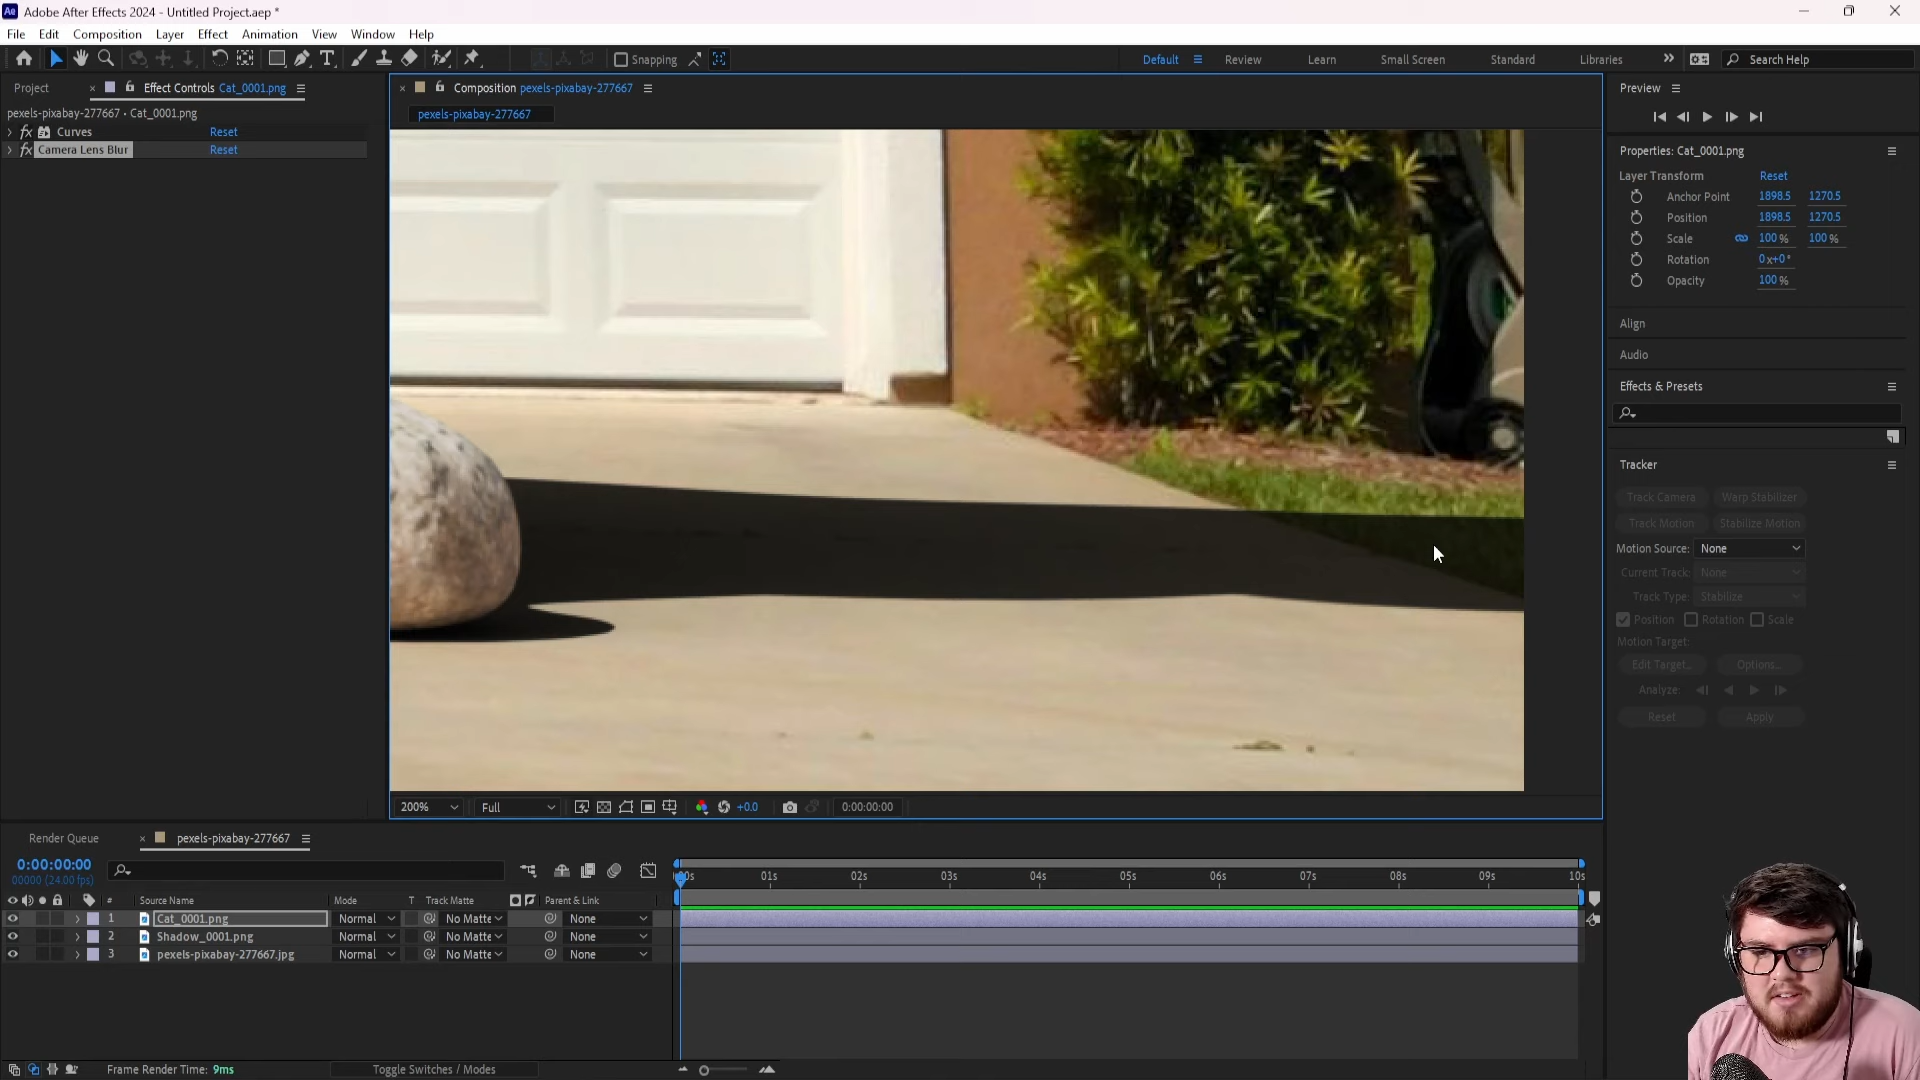 Adobe After Effects 2024 - Untitled Project.aep *
File Edit Composition Layer Effect Animation View Window Help
Snapping Default Review Learn Small Screen Standard Libraries Search Help
Project Effect Controls Cat_0001.png
Composition pexels-pixabay-277667
pexels-pixabay-277667 • Cat_0001.png
pexels-pixabay-277667
fx Curves Reset
fx Camera Lens Blur Reset
Preview
Properties: Cat_0001.png
Layer Transform Reset
Anchor Point 1898.5 1270.5
Position 1898.5 1270.5
Scale 100 % 100 %
Rotation 0x+0°
Opacity 100 %
Align
Audio
Effects & Presets
Tracker
Track Camera Warp Stabilizer
Track Motion Stabilize Motion
Motion Source: None
Current Track: None
Track Type: Stabilize
Position Rotation Scale
Motion Target:
Edit Target... Options...
Analyze:
Reset Apply
200% Full +0.0 0:00:00:00
Render Queue pexels-pixabay-277667
0:00:00:00
00000 (24.00 fps)
00s 01s 02s 03s 04s 05s 06s 07s 08s 09s 10s
# Source Name Mode T Track Matte Parent & Link
1 Cat_0001.png Normal No Matte None
2 Shadow_0001.png Normal No Matte None
3 pexels-pixabay-277667.jpg Normal No Matte None
Frame Render Time: 9ms Toggle Switches / Modes